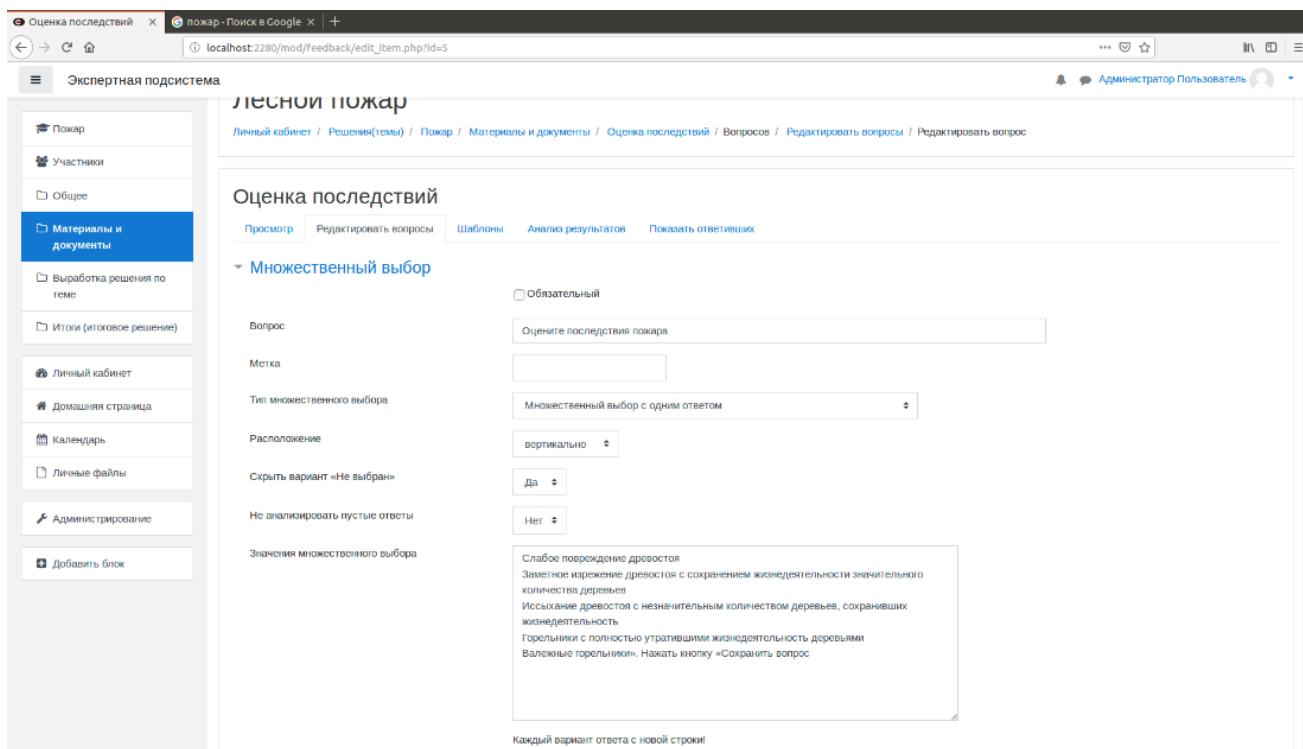 Оценка последствий
пожар - Поиск в Google
localhost:2280/mod/feedback/edit_item.php?id=5
Экспертная подсистема
Администратор Пользователь
Лесной пожар
Личный кабинет / Решения(темы) / Пожар / Материалы и документы / Оценка последствий / Вопросов / Редактировать вопросы / Редактировать вопрос
Пожар
Участники
Общее
Материалы и
документы
Выработка решения по
теме
Итоги (итоговое решение)
Личный кабинет
Домашняя страница
Календарь
Личные файлы
Администрирование
Добавить блок
Оценка последствий
Просмотр Редактировать вопросы Шаблоны Анализ результатов Показать ответивших
Множественный выбор
Обязательный
Вопрос
Оцените последствия пожара
Метка
Тип множественного выбора
Множественный выбор с одним ответом
Расположение
вертикально
Скрыть вариант «Не выбран»
Да
Не анализировать пустые ответы
Нет
Значения множественного выбора
Слабое повреждение древостоя
Заметное изрежение древостоя с сохранением жизнедеятельности значительного
количества деревьев
Иссыхание древостоя с незначительным количеством деревьев, сохранивших
жизнедеятельность
Горельники с полностью утратившими жизнедеятельность деревьями
Валежные горельники». Нажать кнопку «Сохранить вопрос
Каждый вариант ответа с новой строки!